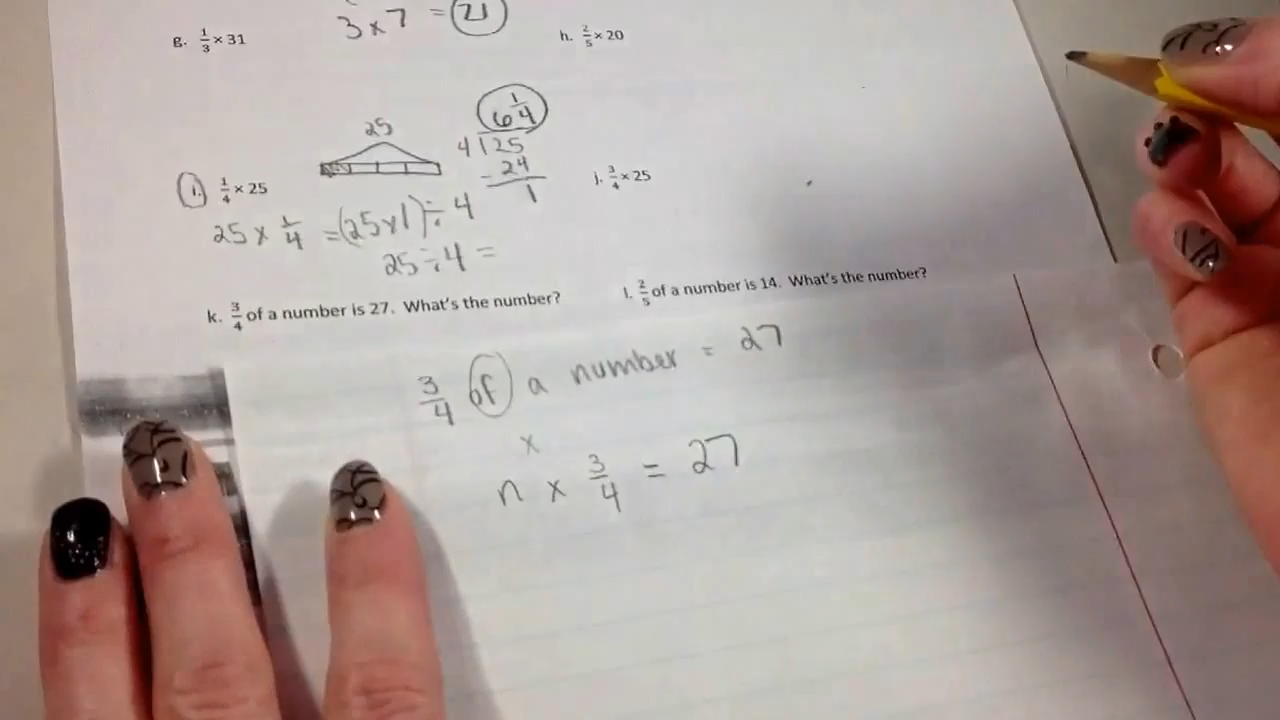 3 x 7 = 21
g. 1/3 × 31
h. 2/5 × 20
25
6 1/4
4 25
- 24
1
i. 1/4 × 25
j. 3/4 × 25
25 x 1/4 = (25x1) ÷ 4
25 ÷ 4 =
k. 3/4 of a number is 27. What's the number?
l. 2/5 of a number is 14. What's the number?
3/4 of a number = 27
x
n x 3/4 = 27